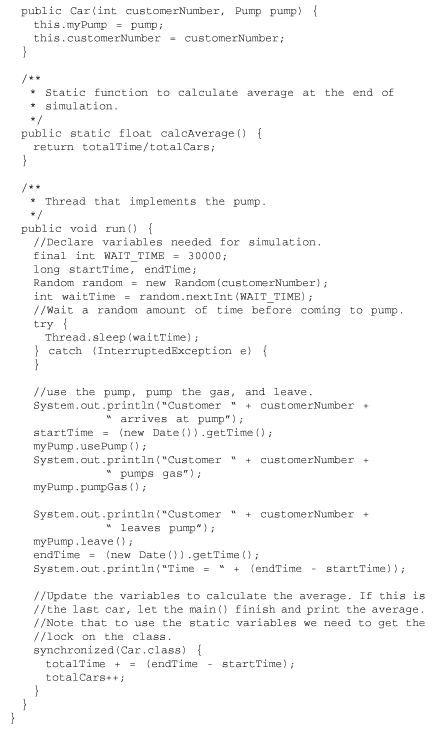 public Car(int customerNumber, Pump pump) {
this.myPump = pump;
this.customerNumber = customerNumber;
}
/**
* Static function to calculate average at the end of
* simulation.
*/
public static float calcAverage() {
return totalTime/totalCars;
}
/**
* Thread that implements the pump.
*/
public void run() {
//Declare variables needed for simulation.
final int WAIT_TIME = 30000;
long startTime, endTime;
Random random = new Random(customerNumber);
int waitTime = random.nextInt(WAIT_TIME);
//Wait a random amount of time before coming to pump.
try {
Thread.sleep(waitTime);
} catch (InterruptedException e) {
}
//use the pump, pump the gas, and leave.
System.out.println(“Customer “ + customerNumber +
“ arrives at pump”);
startTime = (new Date()).getTime();
myPump.usePump();
System.out.println(“Customer “ + customerNumber +
“ pumps gas”);
myPump.pumpGas();
System.out.println(“Customer “ + customerNumber +
“ leaves pump”);
myPump.leave();
endTime = (new Date()).getTime();
System.out.println(“Time = “ + (endTime - startTime));
//Update the variables to calculate the average. If this is
//the last car, let the main() finish and print the average.
//Note that to use the static variables we need to get the
//lock on the class.
synchronized(Car.class) {
totalTime + = (endTime - startTime);
totalCars++;
}
}
}